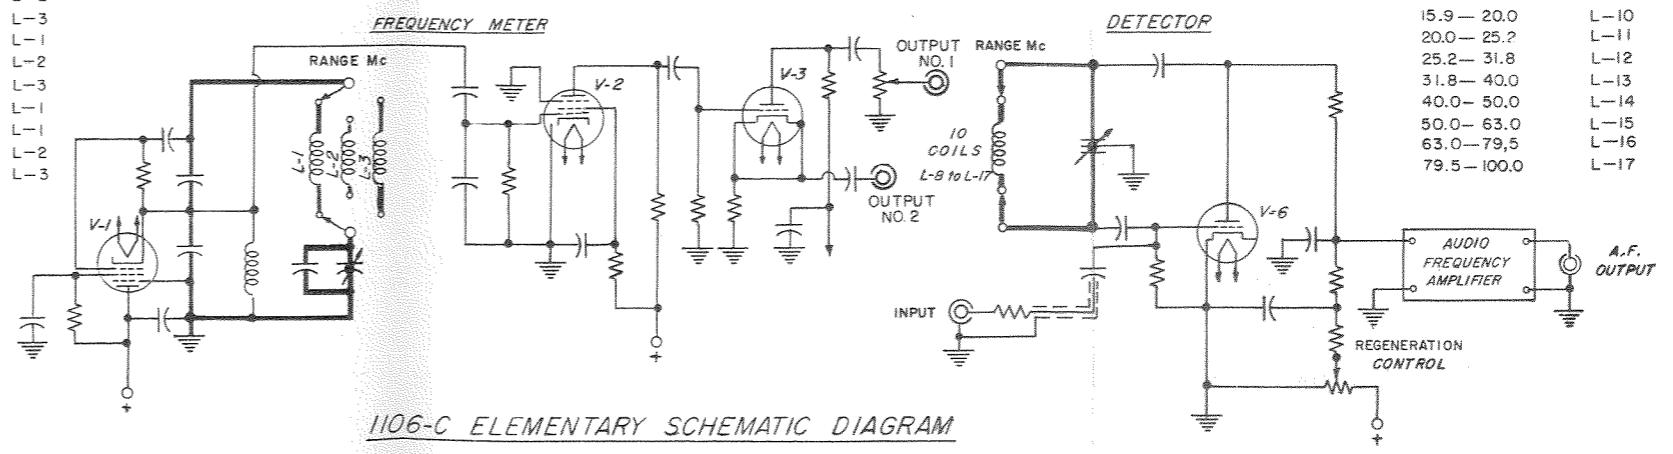 L-3
L-1
L-2
L-3
L-1
L-1
L-2
L-3
FREQUENCY METER
RANGE Mc
L-1
L-2
L-3
V-1
V-2
V-3
OUTPUT
NO.1
OUTPUT
NO.2
+
+
DETECTOR
RANGE Mc
10
COILS
L-8 to L-17
V-6
INPUT
AUDIO
FREQUENCY
AMPLIFIER
A.F.
OUTPUT
REGENERATION
CONTROL
+
15.9 — 20.0 L-10
20.0 — 25.2 L-11
25.2 — 31.8 L-12
31.8 — 40.0 L-13
40.0 — 50.0 L-14
50.0 — 63.0 L-15
63.0 — 79,5 L-16
79.5 — 100.0 L-17
1106-C ELEMENTARY SCHEMATIC DIAGRAM